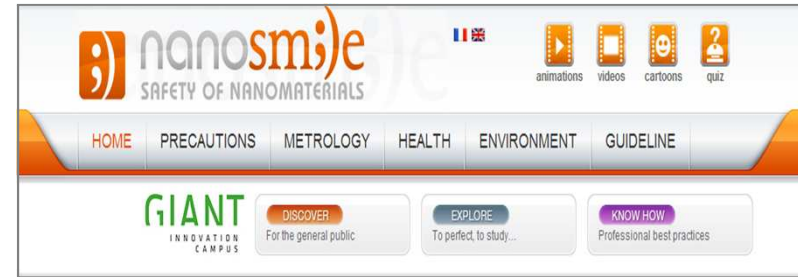 nanosmile
SAFETY OF NANOMATERIALS
animations videos cartoons quiz
HOME PRECAUTIONS METROLOGY HEALTH ENVIRONMENT GUIDELINE
GIANT
INNOVATION
CAMPUS
DISCOVER
For the general public
EXPLORE
To perfect, to study...
KNOW HOW
Professional best practices